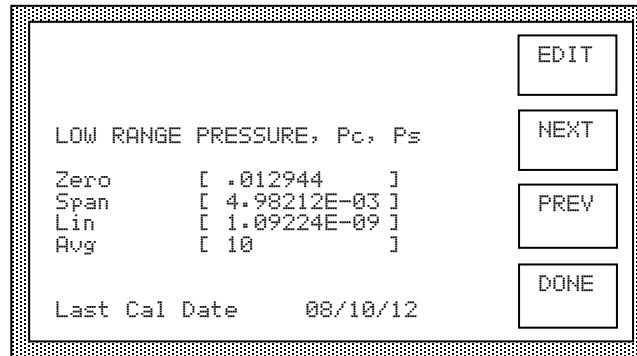 EDIT
LOW RANGE PRESSURE, Pc, Ps
NEXT
Zero [ .012944 ]
Span [ 4.98212E-03 ]
Lin [ 1.09224E-09 ]
Avg [ 10 ]
PREV
Last Cal Date 08/10/12
DONE